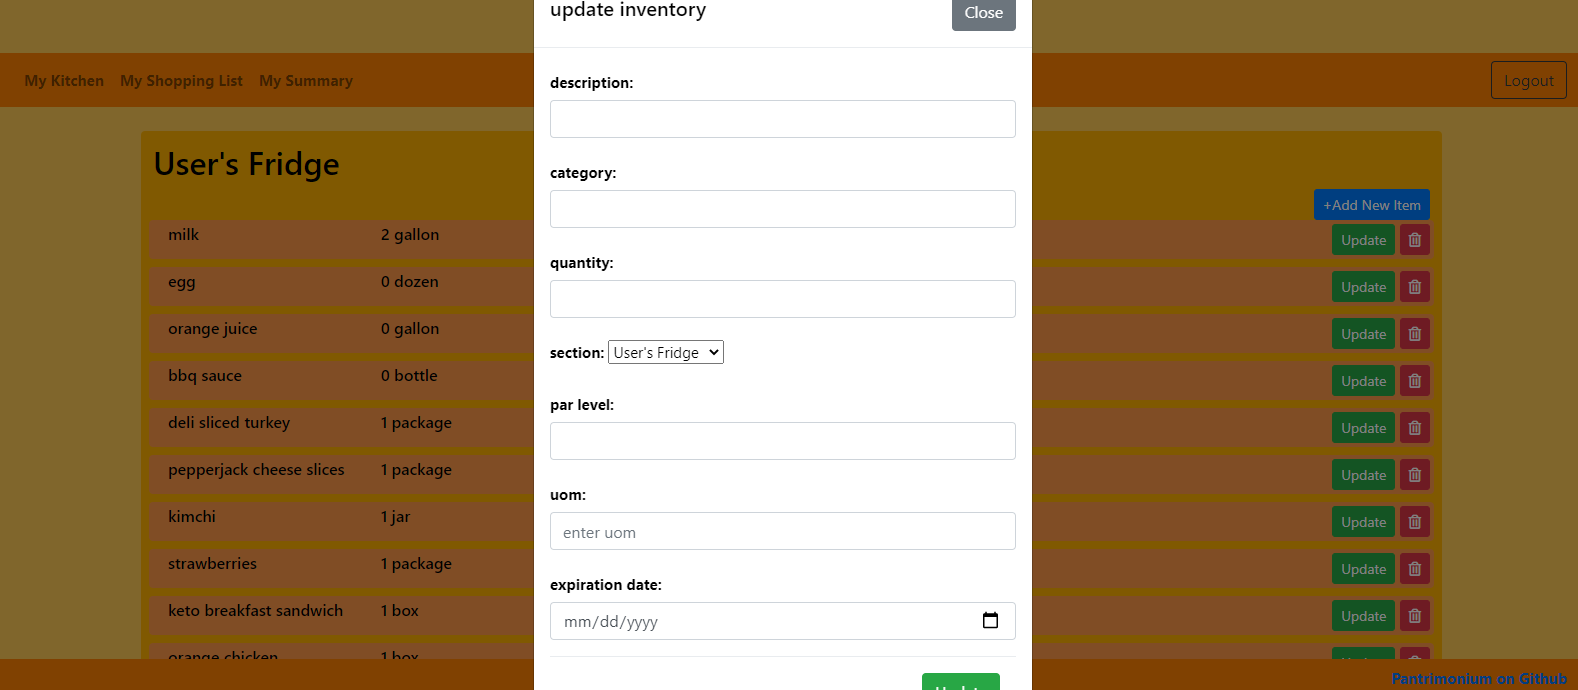 update inventory
Close
My Kitchen My Shopping List My Summary
Logout
description:
User's Fridge
category:
+Add New Item
milk 2 gallon Update
quantity:
egg 0 dozen Update
orange juice 0 gallon Update
section: User's Fridge
bbq sauce 0 bottle Update
par level:
deli sliced turkey 1 package Update
pepperjack cheese slices 1 package Update
uom:
kimchi 1 jar Update
enter uom
strawberries 1 package Update
expiration date:
keto breakfast sandwich 1 box Update
mm/dd/yyyy
orange chicken 1 box Update
Pantrimonium on Github
Update